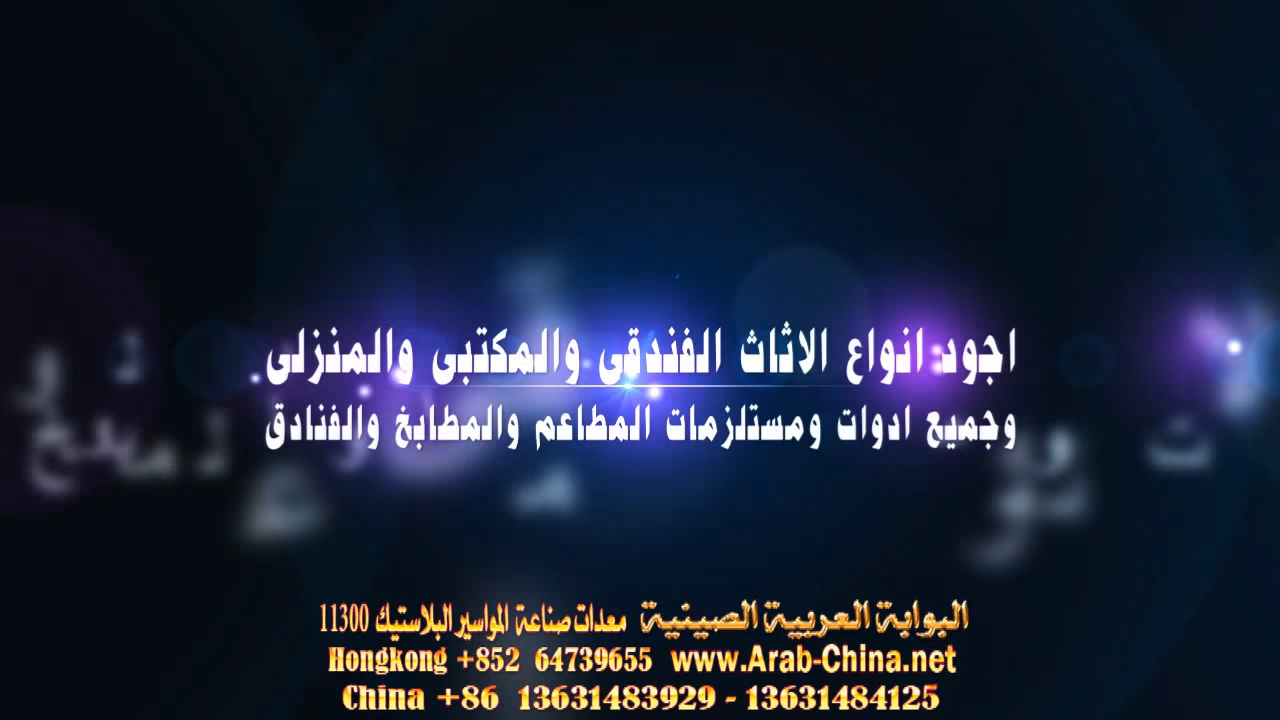 اجود انواع الاثاث الفندقى والمكتبى والمنزلى
وجميع ادوات ومستلزمات المطاعم والمطابخ والفنادق
البوابة العربية الصينية معدات صناعة المواسير البلاستيك 11300
Hongkong +852 64739655 www.Arab-China.net
China +86 13631483929 - 13631484125